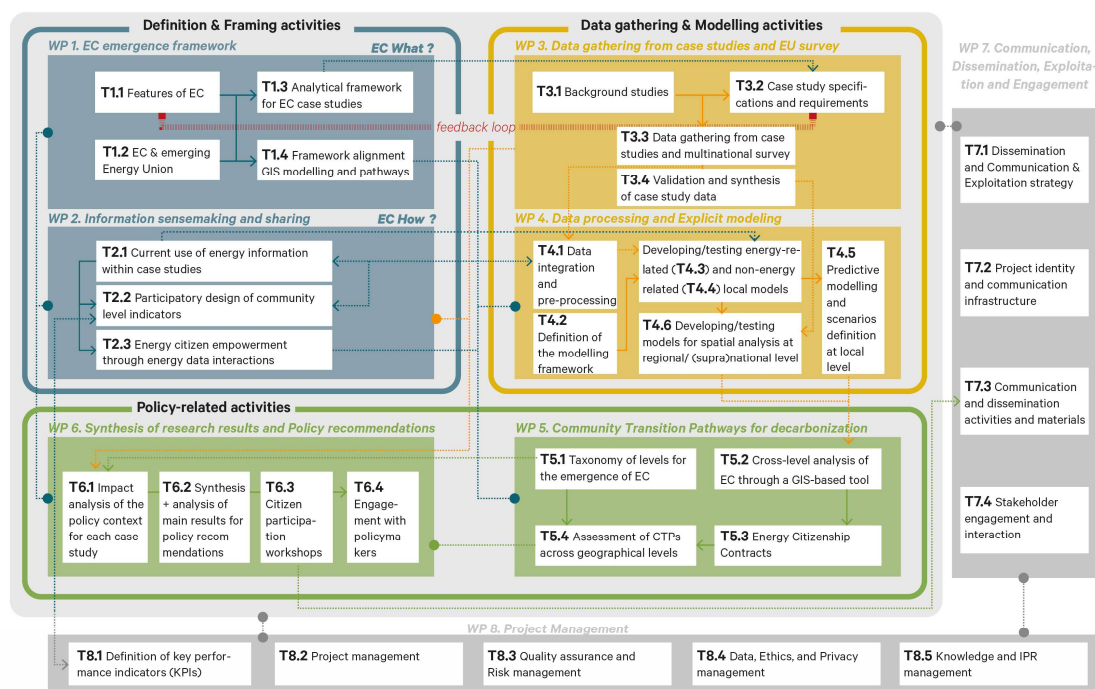 Definition & Framing activities
WP 1. EC emergence framework
EC What ?
T1.1 Features of EC
T1.3 Analytical framework
for EC case studies
T1.2 EC & emerging
Energy Union
T1.4 Framework alignment
GIS modelling and pathways
feedback loop
WP 2. Information sensemaking and sharing
EC How ?
T2.1 Current use of energy information
within case studies
T2.2 Participatory design of community
level indicators
T2.3 Energy citizen empowerment
through energy data interactions
Data gathering & Modelling activities
WP 3. Data gathering from case studies and EU survey
T3.1 Background studies
T3.2 Case study specifi-
cations and requirements
T3.3 Data gathering from case
studies and multinational survey
T3.4 Validation and synthesis
of case study data
WP 4. Data processing and Explicit modeling
T4.1 Data
integration
and
pre-processing
T4.2
Definition of
the modelling
framework
Developing/testing energy-re-
lated (T4.3) and non-energy
related (T4.4) local models
T4.6 Developing/testing
models for spatial analysis at
regional/ (supra)national level
T4.5
Predictive
modelling
and
scenarios
definition
at local
level
Policy-related activities
WP 6. Synthesis of research results and Policy recommendations
T6.1 Impact
analysis of the
policy context
for each case
study
T6.2 Synthesis
+ analysis of
main results for
policy recom
mendations
T6.3
Citizen
participa-
tion
workshops
T6.4
Engage-
ment with
policyma
kers
WP 5. Community Transition Pathways for decarbonization
T5.1 Taxonomy of levels for
the emergence of EC
T5.2 Cross-level analysis of
EC through a GIS-based tool
T5.4 Assessment of CTPs
across geographical levels
T5.3 Energy Citizenship
Contracts
WP 7. Communication,
Dissemination, Exploita-
tion and Engagement
T7.1 Dissemination
and Communication &
Exploitation strategy
T7.2 Project identity
and communication
infrastructure
T7.3 Communication
and dissemination
activities and materials
T7.4 Stakeholder
engagement and
interaction
WP 8. Project Management
T8.1 Definition of key perfor-
mance indicators (KPIs)
T8.2 Project management
T8.3 Quality assurance and
Risk management
T8.4 Data, Ethics, and Privacy
management
T8.5 Knowledge and IPR
management